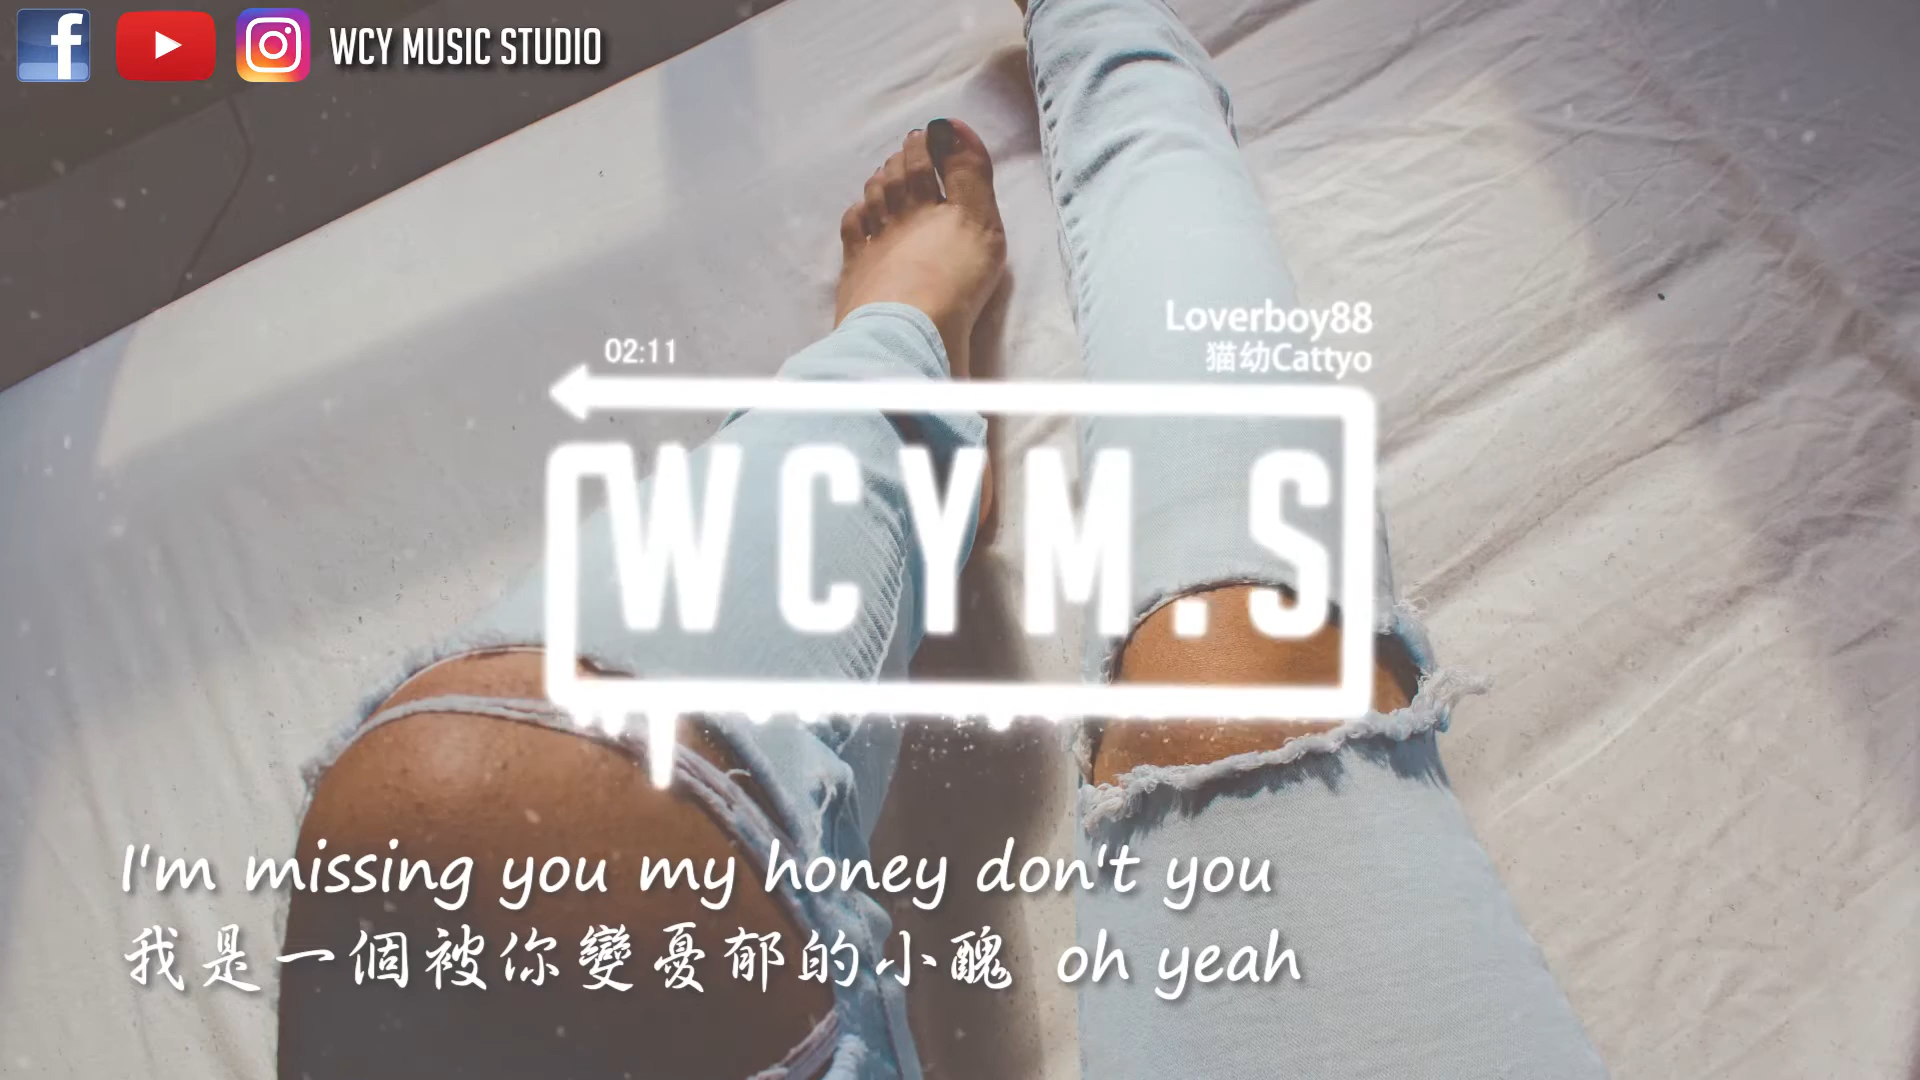 WCY MUSIC STUDIO
Loverboy88
02:11
猫幼Cattyo
WCYM.S
I'm missing you my honey don't you
我是一個被你變憂郁的小醜 oh yeah